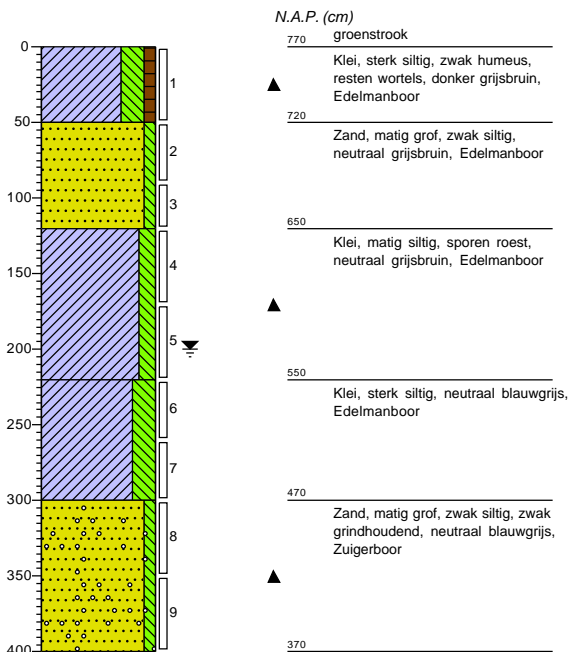 N.A.P. (cm)
0
770
groenstrook
1
Klei, sterk siltig, zwak humeus,
resten wortels, donker grijsbruin,
Edelmanboor
50
720
2
Zand, matig grof, zwak siltig,
neutraal grijsbruin, Edelmanboor
100
3
650
4
Klei, matig siltig, sporen roest,
neutraal grijsbruin, Edelmanboor
150
5
200
550
6
Klei, sterk siltig, neutraal blauwgrijs,
Edelmanboor
250
7
300
470
8
Zand, matig grof, zwak siltig, zwak
grindhoudend, neutraal blauwgrijs,
Zuigerboor
350
9
400
370